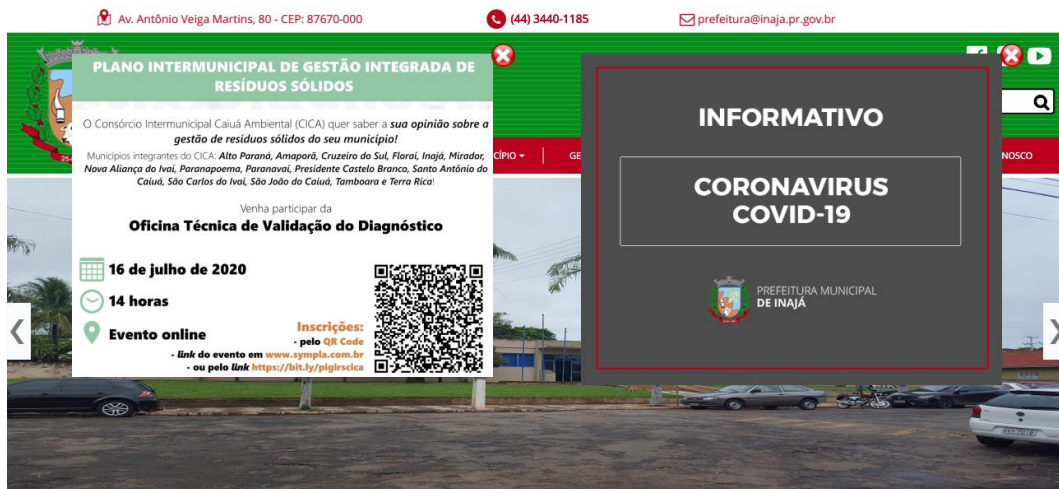 Av. Antônio Veiga Martins, 80 - CEP: 87670-000
(44) 3440-1185
prefeitura@inaja.pr.gov.br
PLANO INTERMUNICIPAL DE GESTÃO INTEGRADA DE
RESÍDUOS SÓLIDOS
O Consórcio Intermunicipal Caiuá Ambiental (CICA) quer saber a sua opinião sobre a
gestão de resíduos sólidos do seu município!
Municípios integrantes do CICA: Alto Paraná, Amaporã, Cruzeiro do Sul, Floraí, Inajá, Mirador,
Nova Aliança do Ivaí, Paranapoema, Paranavaí, Presidente Castelo Branco, Santo Antônio do
Caiuá, São Carlos do Ivaí, São João do Caiuá, Tamboara e Terra Rica!
Venha participar da
Oficina Técnica de Validação do Diagnóstico
16 de julho de 2020
14 horas
Evento online
Inscrições:
- pelo QR Code
- link do evento em www.sympla.com.br
- ou pelo link https://bit.ly/pigirscica
CÍPIO
GE
NOSCO
INFORMATIVO
CORONAVIRUS
COVID-19
PREFEITURA MUNICIPAL
DE INAJÁ